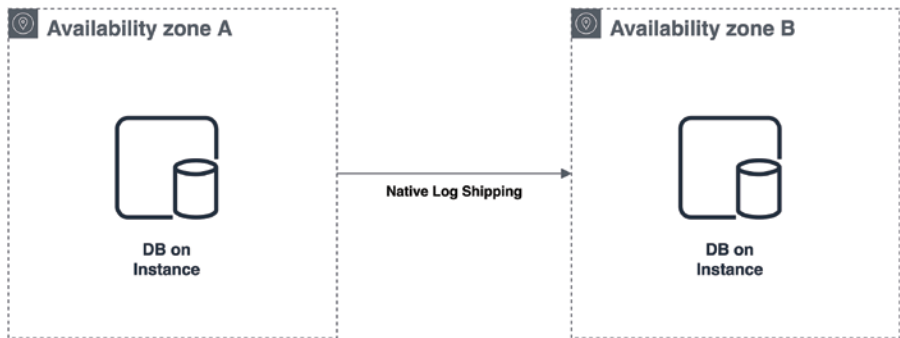 Availability zone A
Availability zone B
Native Log Shipping
DB on
Instance
DB on
Instance